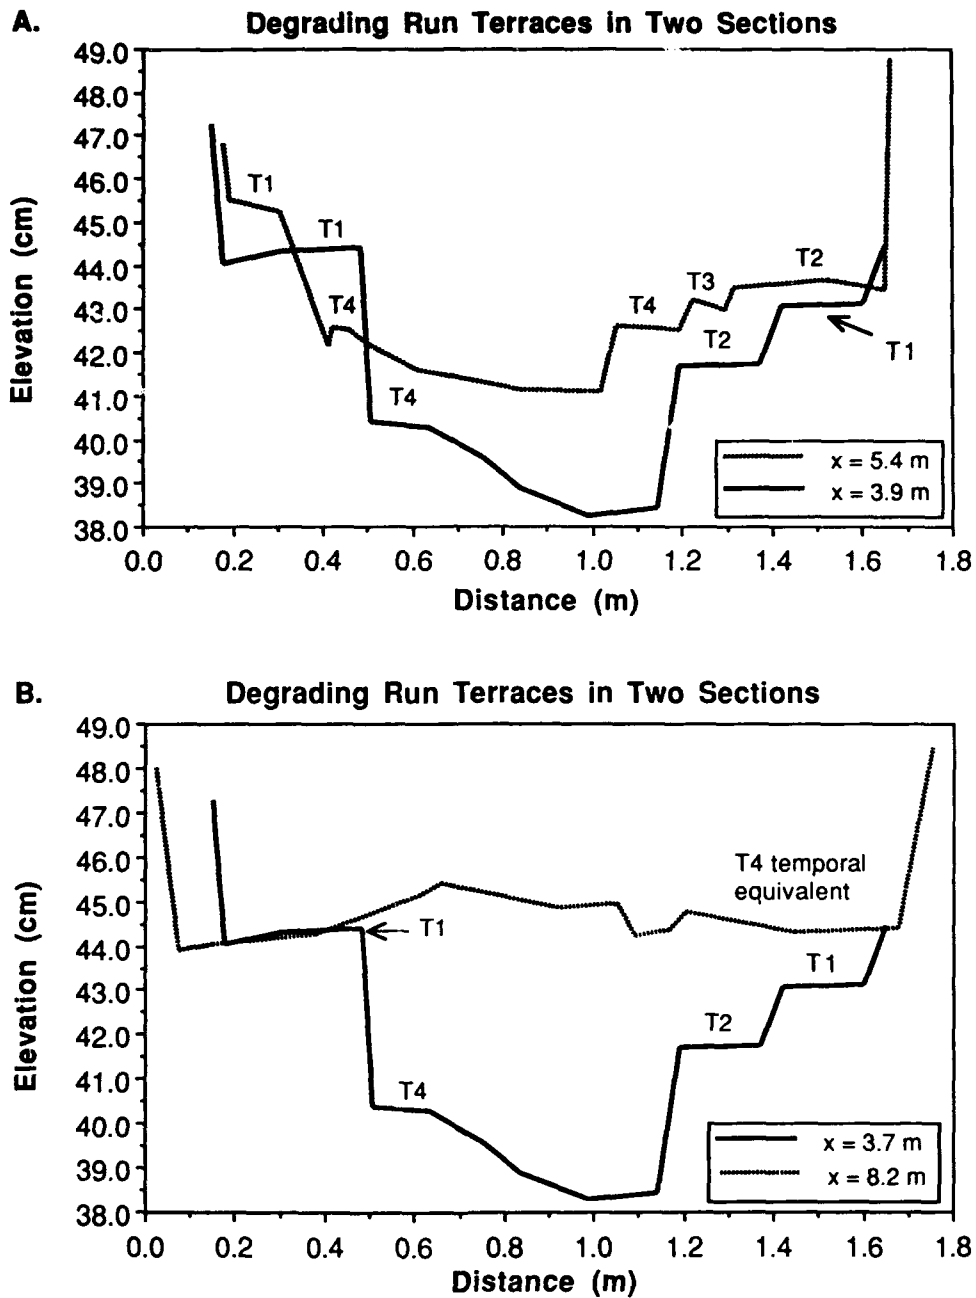 A.
Degrading Run Terraces in Two Sections
49.0
48.0
47.0
46.0
45.0
44.0
43.0
42.0
41.0
40.0
39.0
38.0
Elevation (cm)
T1
T1
T4
T4
T4
T3
T2
T2
T1
x = 5.4 m
x = 3.9 m
0.0 0.2 0.4 0.6 0.8 1.0 1.2 1.4 1.6 1.8
Distance (m)
B.
Degrading Run Terraces in Two Sections
49.0
48.0
47.0
46.0
45.0
44.0
43.0
42.0
41.0
40.0
39.0
38.0
Elevation (cm)
T4 temporal
equivalent
T1
T1
T2
T4
x = 3.7 m
x = 8.2 m
0.0 0.2 0.4 0.6 0.8 1.0 1.2 1.4 1.6 1.8
Distance (m)